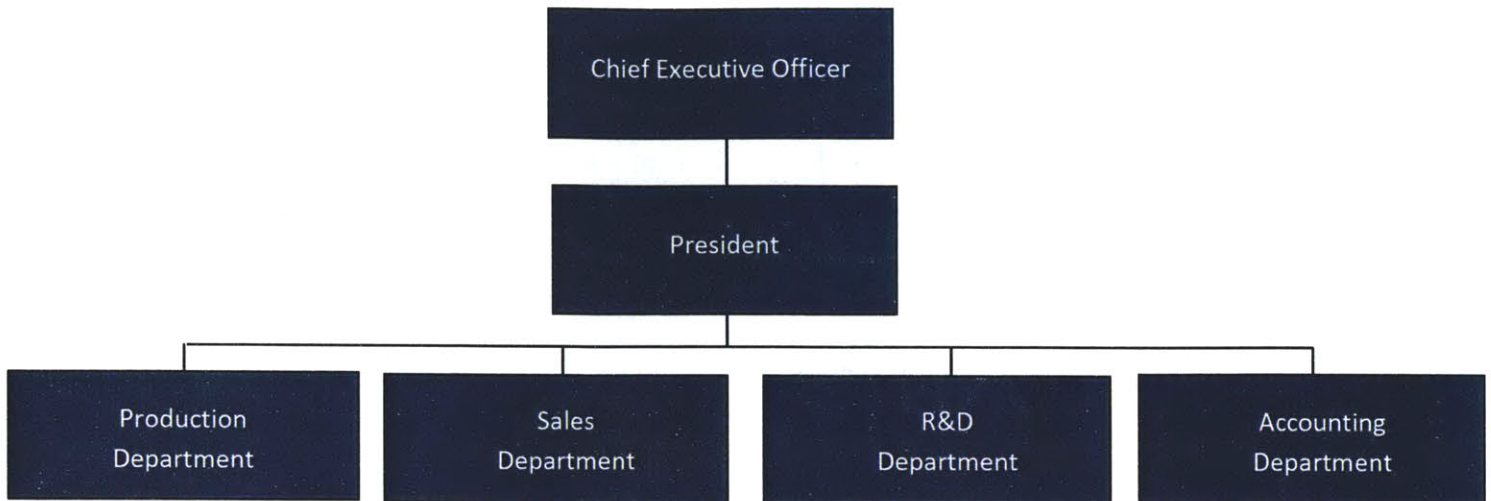 Chief Executive Officer
President
Production
Department
Sales
Department
R&D
Department
Accounting
Department